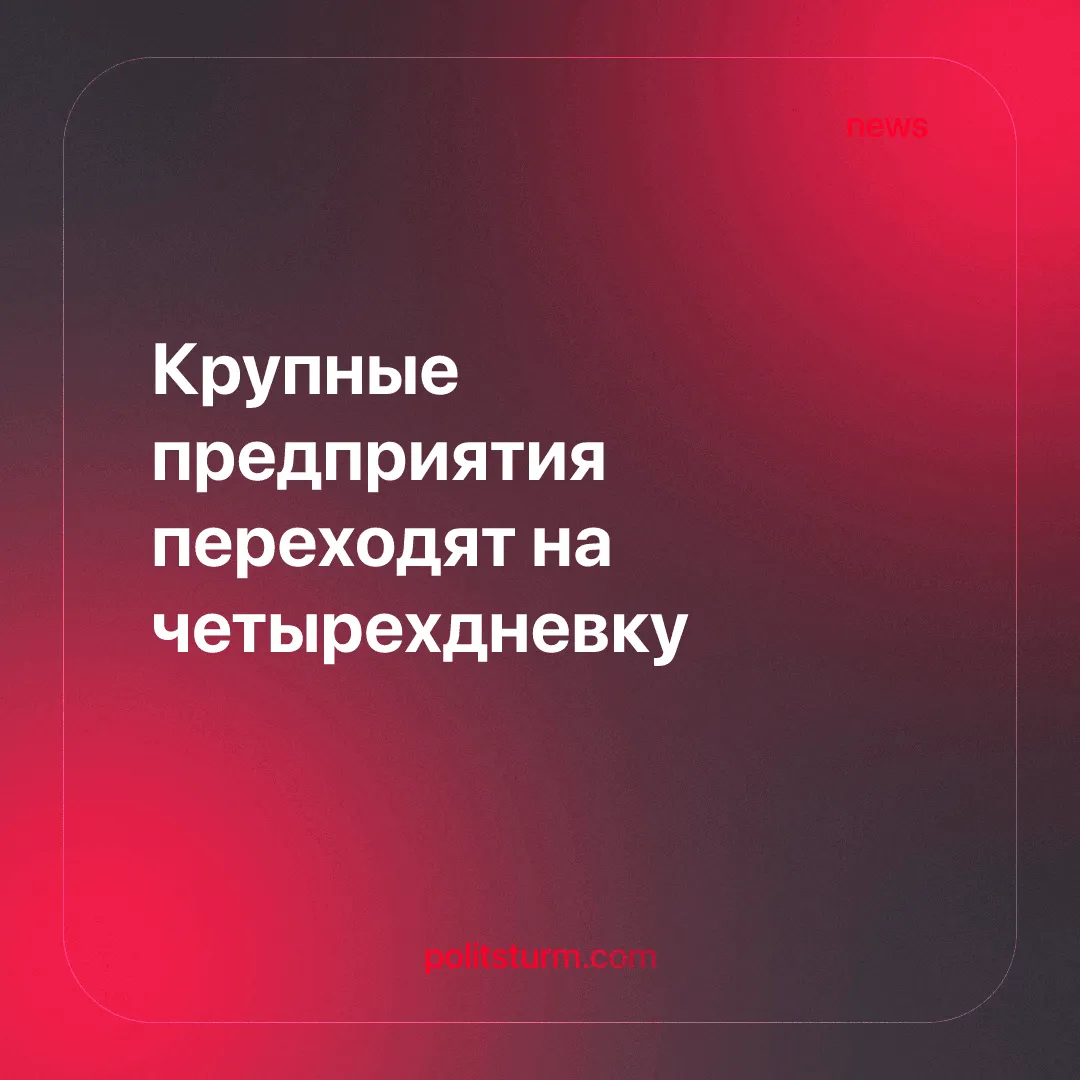 news
Крупные
предприятия
переходят на
четырехдневку
politsturm.com